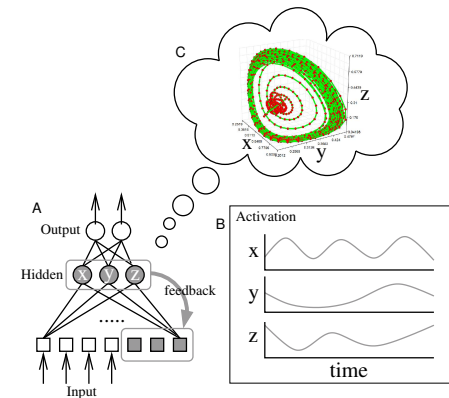 C
z
x
y
A
Output
Hidden
x y z
feedback
.....
Input
B
Activation
x
y
z
time